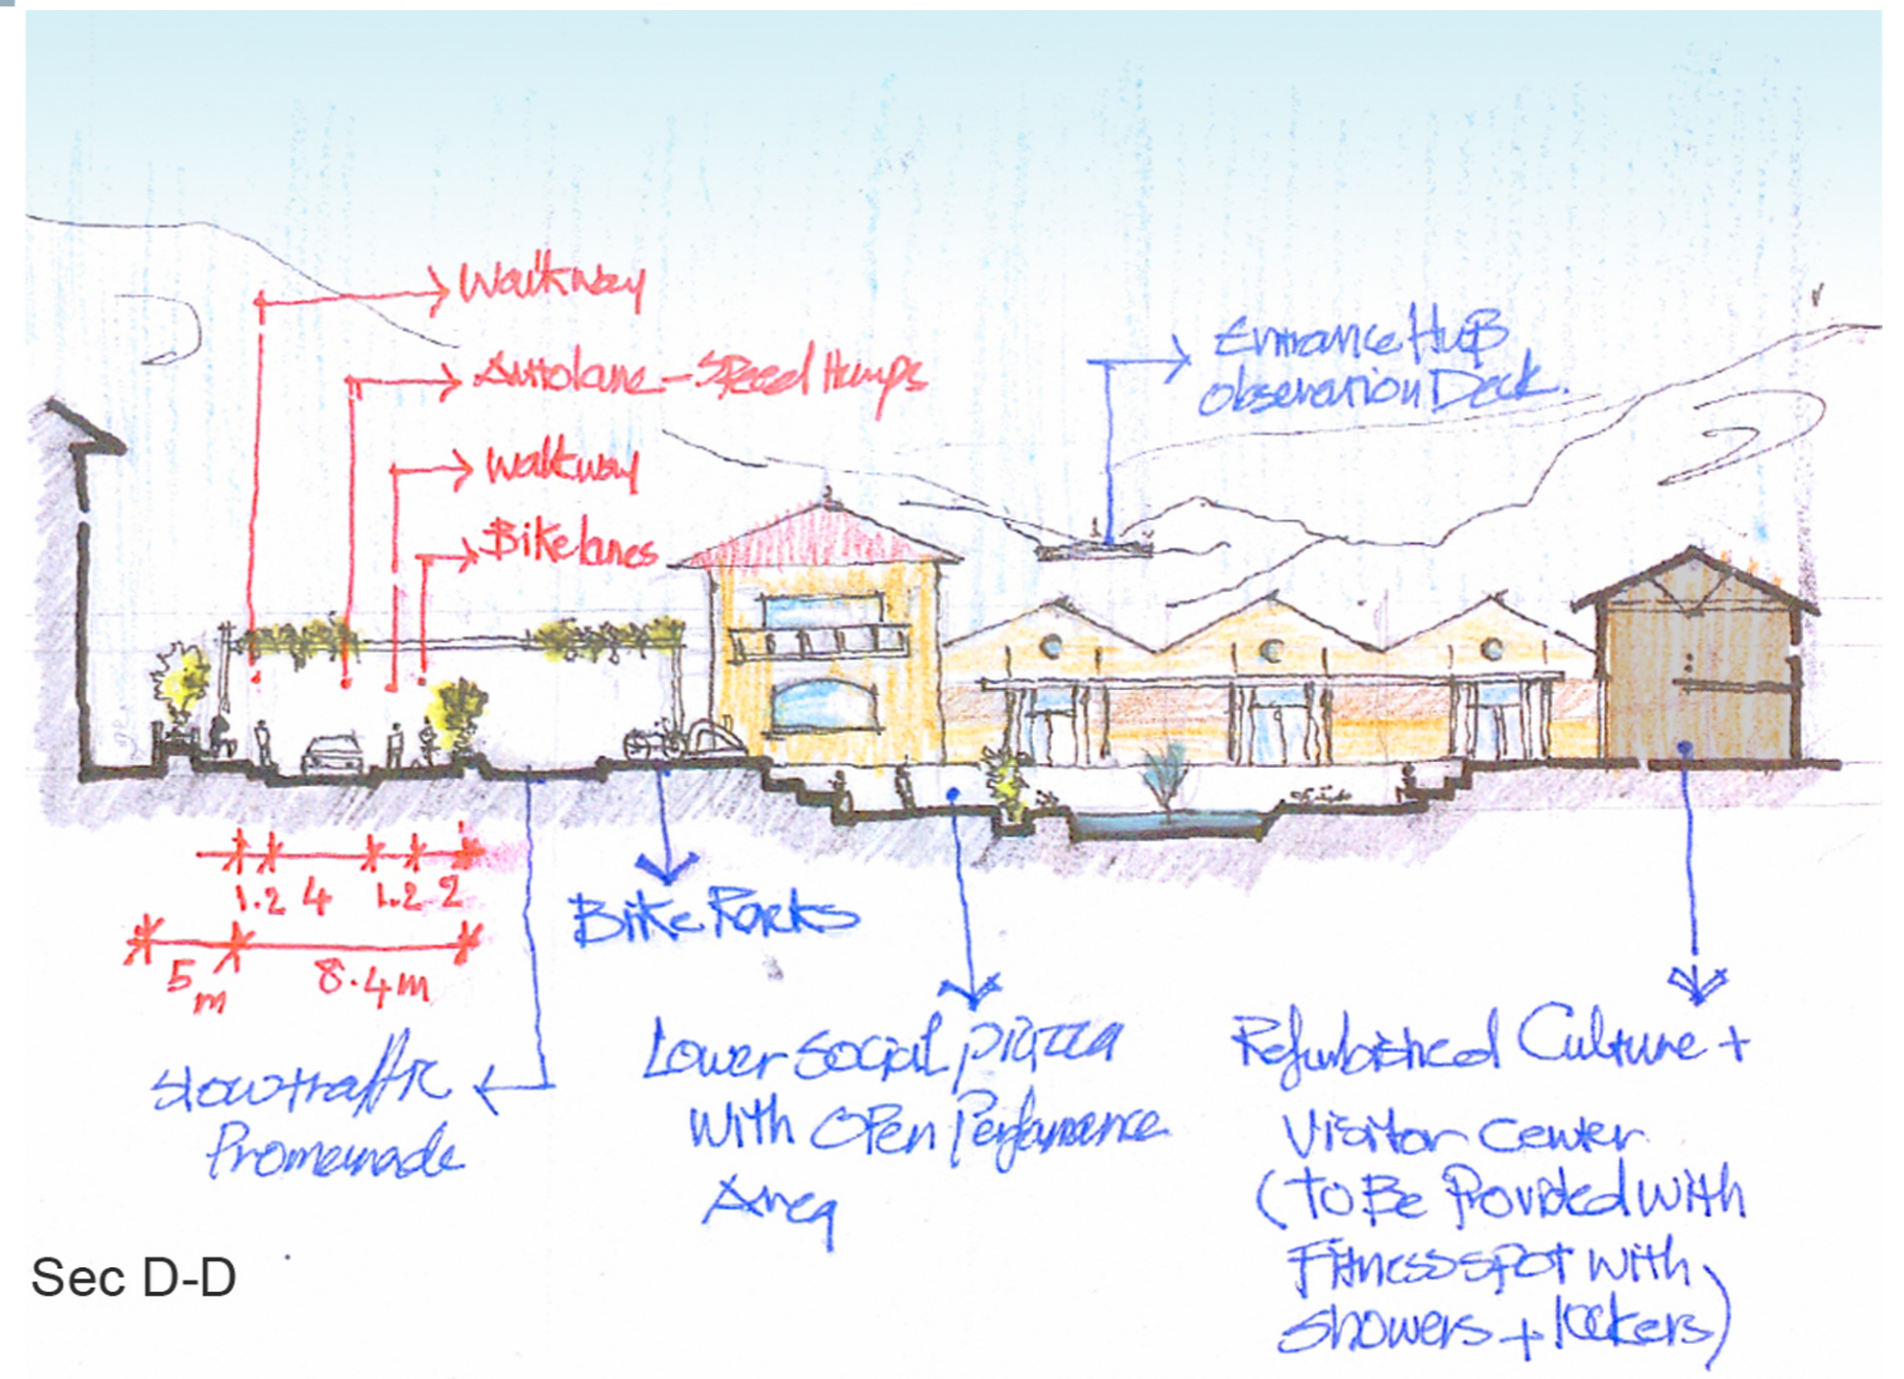 Walkway
Autolane - Speed Humps
Walkway
Bike lanes
Entrance Hub
Observation Deck.
1.2 4 1.2 2
5 m 8.4 m
Bike Parks
Slow traffic
Promenade
Lower Social Piazza
With Open Performance
Area
Refurbished Culture +
Visitor Center
(To Be Provided With
Fitness spot with
showers + lockers)
Sec D-D